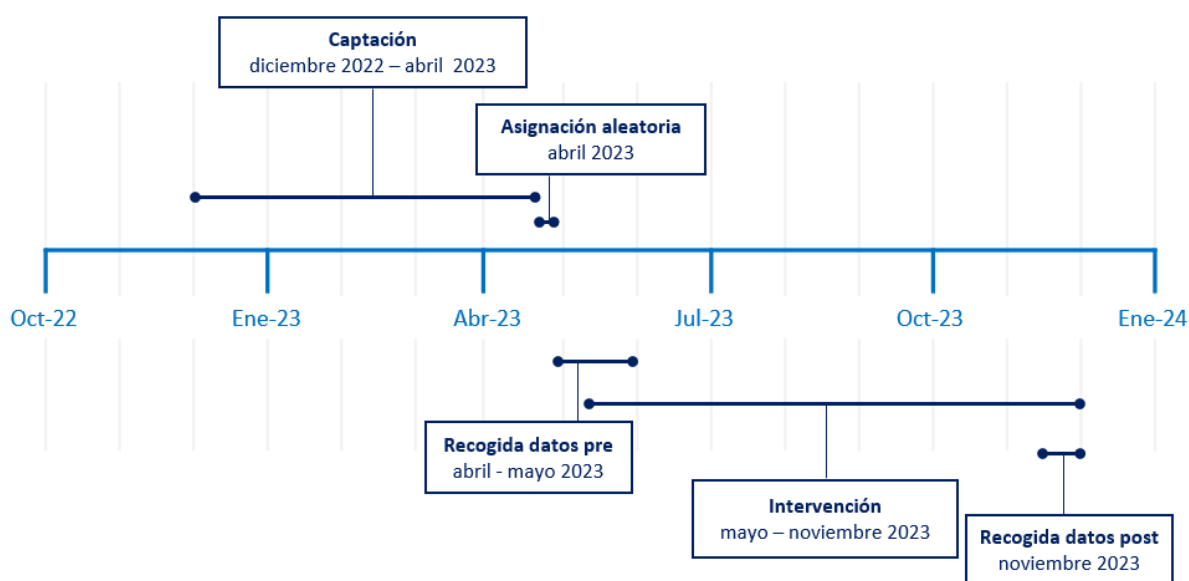 Captación
diciembre 2022 – abril 2023
Asignación aleatoria
abril 2023
Oct-22
Ene-23
Abr-23
Jul-23
Oct-23
Ene-24
Recogida datos pre
abril - mayo 2023
Intervención
mayo – noviembre 2023
Recogida datos post
noviembre 2023